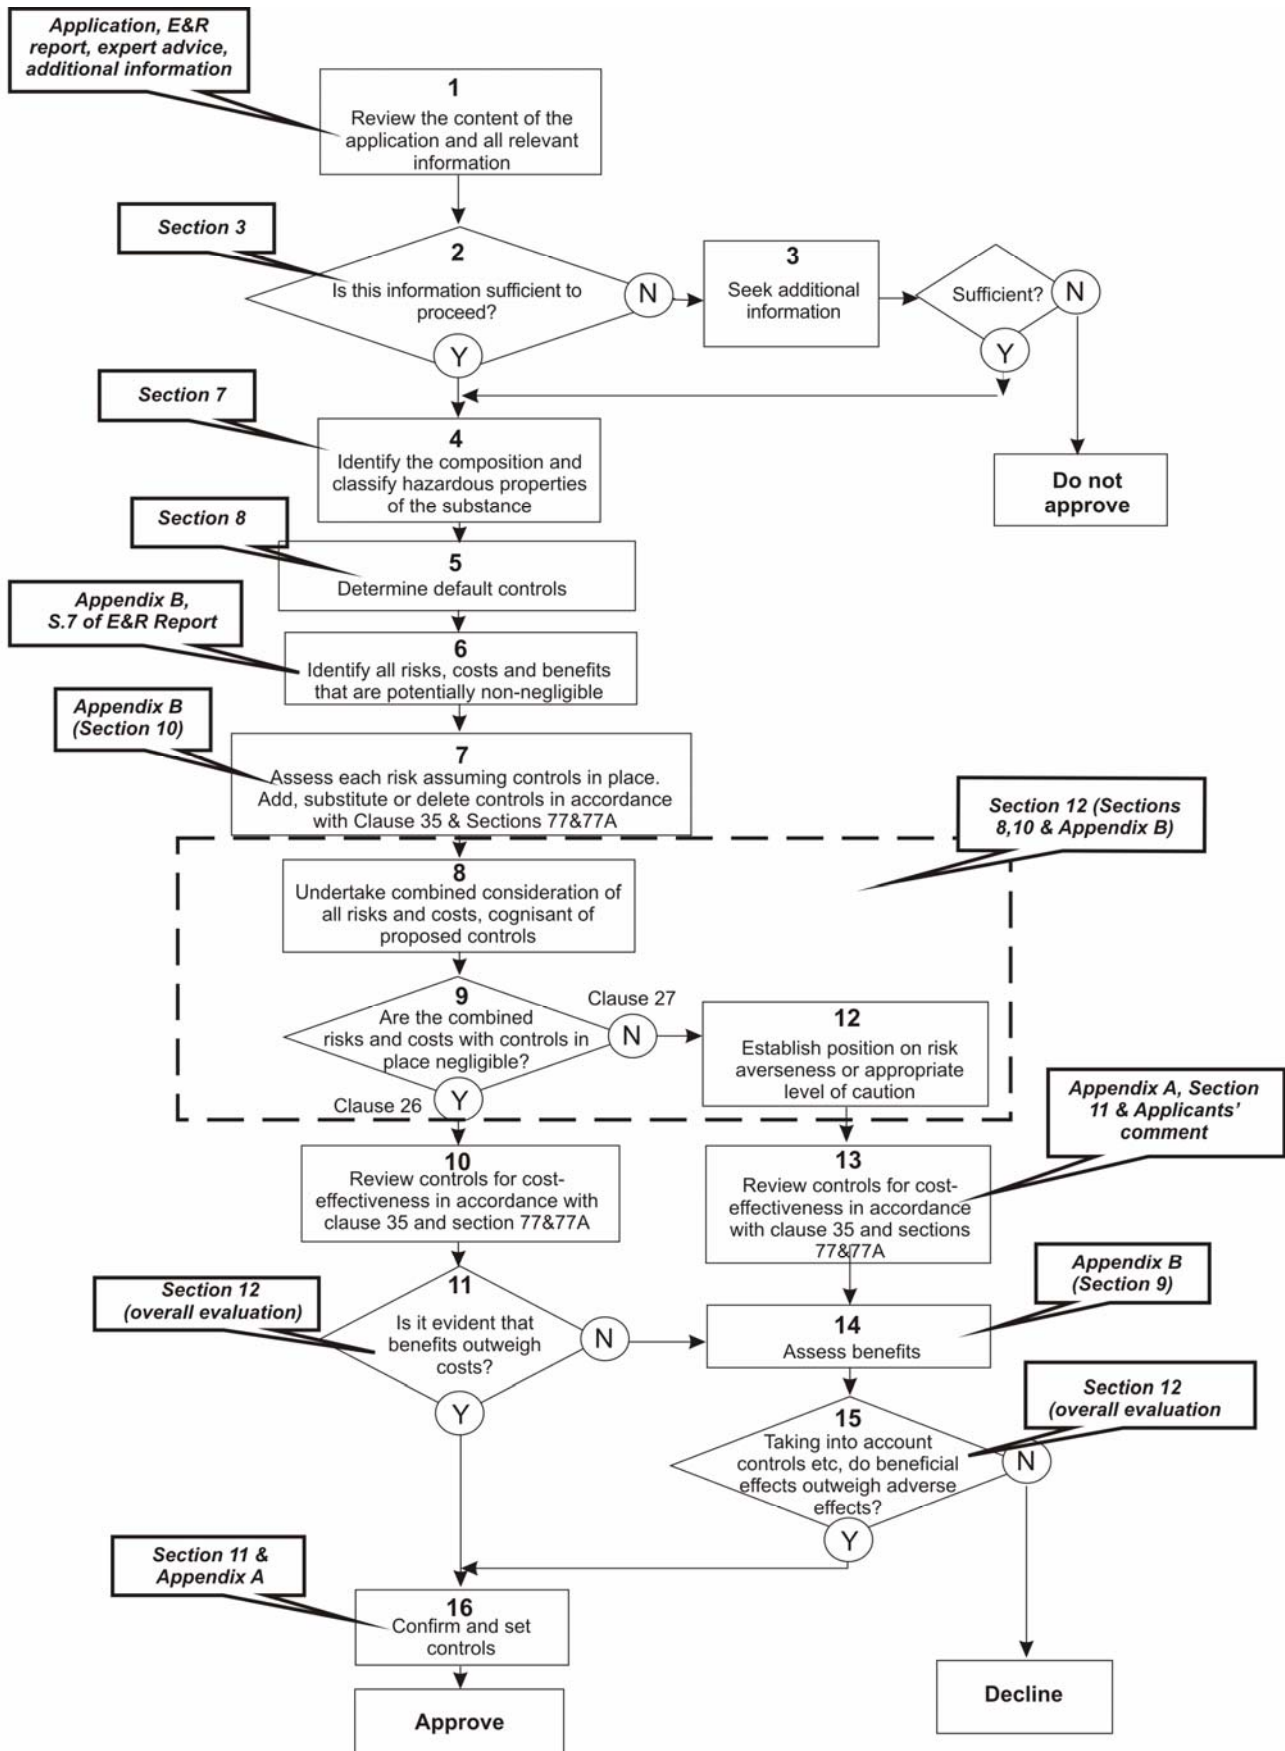 Application, E&R
report, expert advice,
additional information
1
Review the content of the
application and all relevant
information
Section 3
2
Is this information sufficient to
proceed?
N
Y
3
Seek additional
information
Sufficient?
N
Y
Do not
approve
Section 7
4
Identify the composition and
classify hazardous properties
of the substance
Section 8
5
Determine default controls
Appendix B,
S.7 of E&R Report
6
Identify all risks, costs and benefits
that are potentially non-negligible
Appendix B
(Section 10)
7
Assess each risk assuming controls in place.
Add, substitute or delete controls in accordance
with Clause 35 & Sections 77&77A
Section 12 (Sections
8,10 & Appendix B)
8
Undertake combined consideration of
all risks and costs, cognisant of
proposed controls
9
Are the combined
risks and costs with controls in
place negligible?
Clause 27
N
Clause 26
Y
12
Establish position on risk
averseness or appropriate
level of caution
Appendix A, Section
11 & Applicants’
comment
10
Review controls for cost-
effectiveness in accordance with
clause 35 and section 77&77A
13
Review controls for cost-
effectiveness in accordance
with clause 35 and sections
77&77A
Section 12
(overall evaluation)
11
Is it evident that
benefits outweigh
costs?
N
Y
Appendix B
(Section 9)
14
Assess benefits
Section 12
(overall evaluation
15
Taking into account
controls etc, do beneficial
effects outweigh adverse
effects?
N
Y
Section 11 &
Appendix A
16
Confirm and set
controls
Approve
Decline